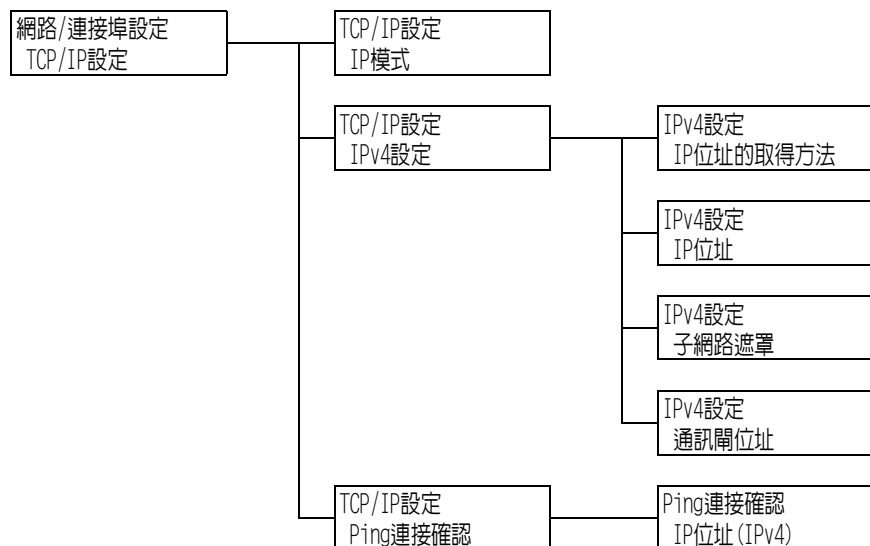 網路/連接埠設定
TCP/IP設定
TCP/IP設定
IP模式
TCP/IP設定
IPv4設定
IPv4設定
IP位址的取得方法
IPv4設定
IP位址
IPv4設定
子網路遮罩
IPv4設定
通訊閘位址
TCP/IP設定
Ping連接確認
Ping連接確認
IP位址(IPv4)